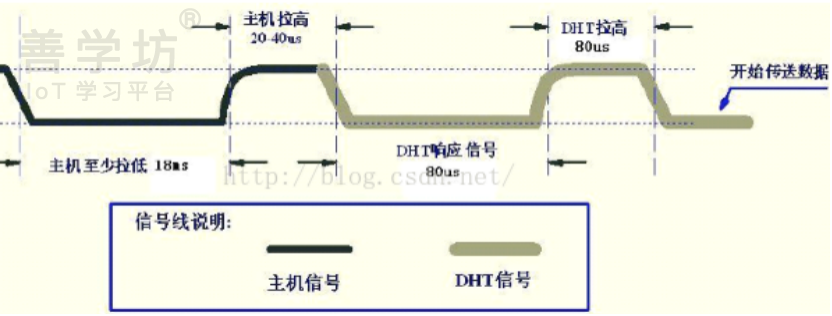 善学坊®
IoT 学习平台
主机拉高
20-40us
DHT拉高
80us
开始传送数据
主机至少拉低 18ms
DHT响应信号
80us
http://blog.csdn.net/
信号线说明:
主机信号
DHT信号